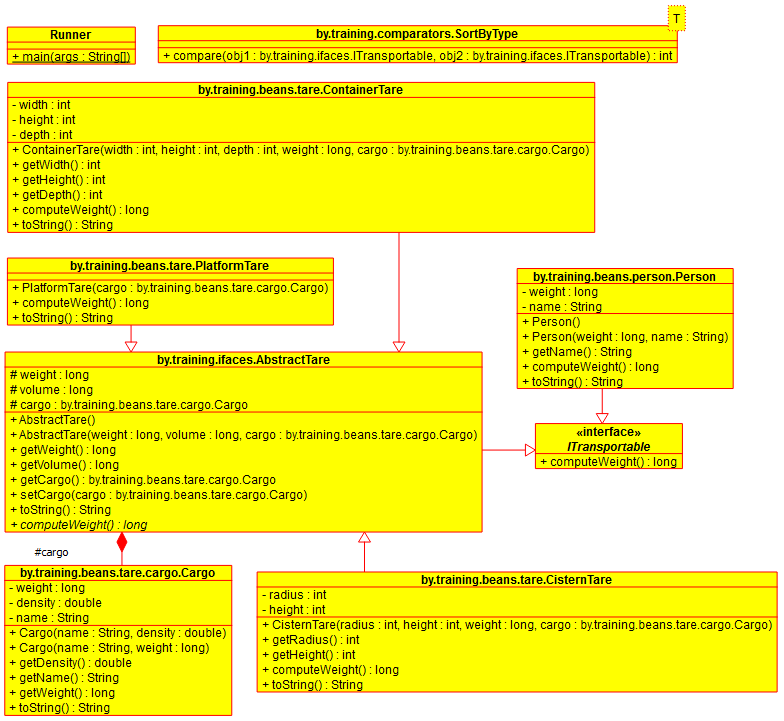 T
Runner
+ main(args : String[])
by.training.comparators.SortByType
+ compare(obj1 : by.training.ifaces.ITransportable, obj2 : by.training.ifaces.ITransportable) : int
by.training.beans.tare.ContainerTare
- width : int
- height : int
- depth : int
+ ContainerTare(width : int, height : int, depth : int, weight : long, cargo : by.training.beans.tare.cargo.Cargo)
+ getWidth() : int
+ getHeight() : int
+ getDepth() : int
+ computeWeight() : long
+ toString() : String
by.training.beans.tare.PlatformTare
+ PlatformTare(cargo : by.training.beans.tare.cargo.Cargo)
+ computeWeight() : long
+ toString() : String
by.training.beans.person.Person
- weight : long
- name : String
+ Person()
+ Person(weight : long, name : String)
+ getName() : String
+ computeWeight() : long
+ toString() : String
by.training.ifaces.AbstractTare
# weight : long
# volume : long
# cargo : by.training.beans.tare.cargo.Cargo
+ AbstractTare()
+ AbstractTare(weight : long, volume : long, cargo : by.training.beans.tare.cargo.Cargo)
+ getWeight() : long
+ getVolume() : long
+ getCargo() : by.training.beans.tare.cargo.Cargo
+ setCargo(cargo : by.training.beans.tare.cargo.Cargo)
+ toString() : String
+ computeWeight() : long
«interface»
ITransportable
+ computeWeight() : long
#cargo
by.training.beans.tare.cargo.Cargo
- weight : long
- density : double
- name : String
+ Cargo(name : String, density : double)
+ Cargo(name : String, weight : long)
+ getDensity() : double
+ getName() : String
+ getWeight() : long
+ toString() : String
by.training.beans.tare.CisternTare
- radius : int
- height : int
+ CisternTare(radius : int, height : int, weight : long, cargo : by.training.beans.tare.cargo.Cargo)
+ getRadius() : int
+ getHeight() : int
+ computeWeight() : long
+ toString() : String